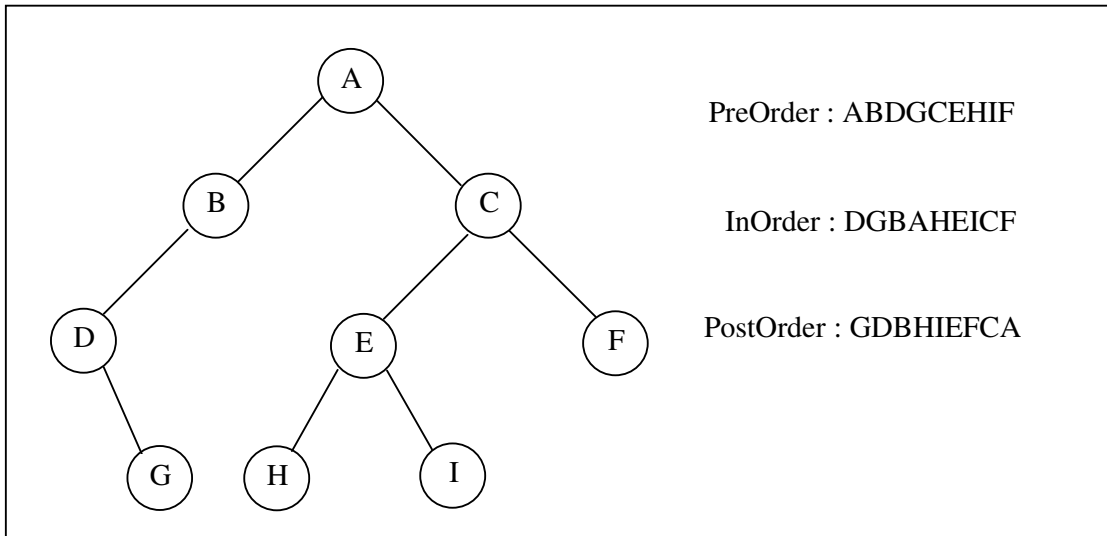 A
PreOrder : ABDGCEHIF
B
C
InOrder : DGBAHEICF
D
E
F
PostOrder : GDBHIEFCA
G
H
I